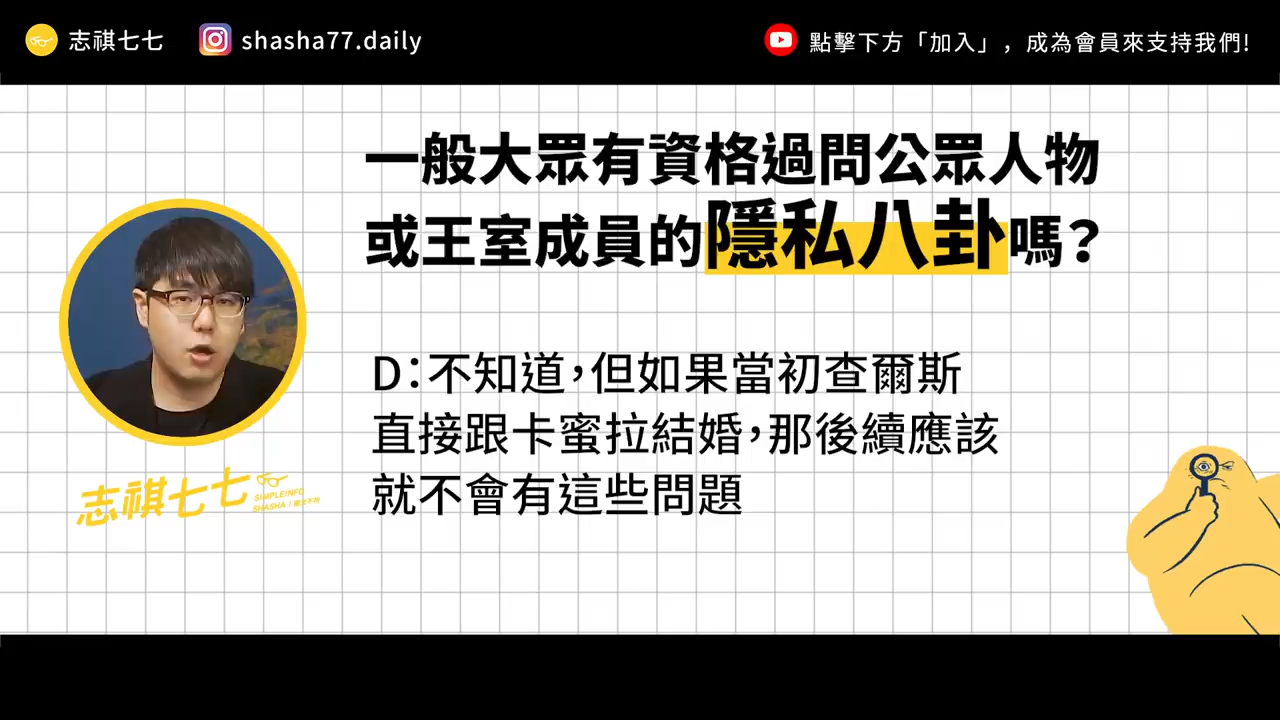 志祺七七
shasha77.daily
點擊下方「加入」，成為會員來支持我們!
一般大眾有資格過問公眾人物
或王室成員的隱私八卦嗎？
D：不知道，但如果當初查爾斯
直接跟卡蜜拉結婚，那後續應該
就不會有這些問題
志祺七七
SIMPLEINFO